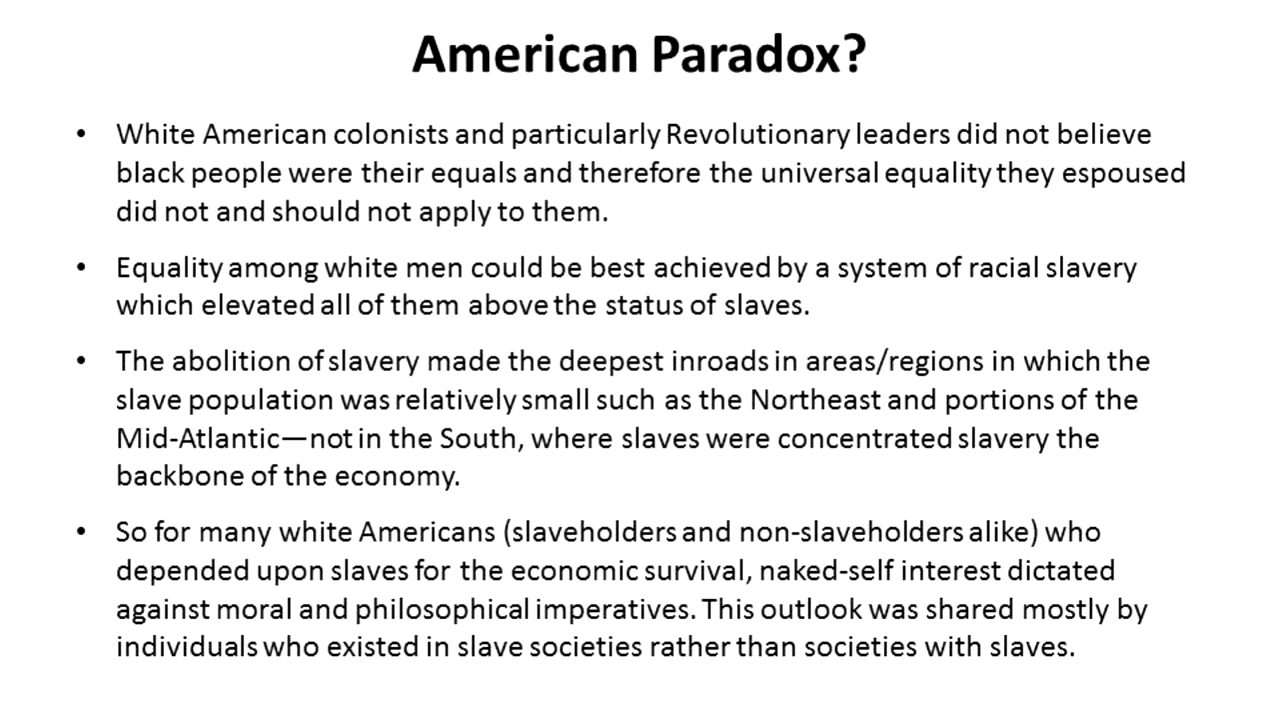 American Paradox?
• White American colonists and particularly Revolutionary leaders did not believe
black people were their equals and therefore the universal equality they espoused
did not and should not apply to them.
• Equality among white men could be best achieved by a system of racial slavery
which elevated all of them above the status of slaves.
• The abolition of slavery made the deepest inroads in areas/regions in which the
slave population was relatively small such as the Northeast and portions of the
Mid-Atlantic—not in the South, where slaves were concentrated slavery the
backbone of the economy.
• So for many white Americans (slaveholders and non-slaveholders alike) who
depended upon slaves for the economic survival, naked-self interest dictated
against moral and philosophical imperatives. This outlook was shared mostly by
individuals who existed in slave societies rather than societies with slaves.